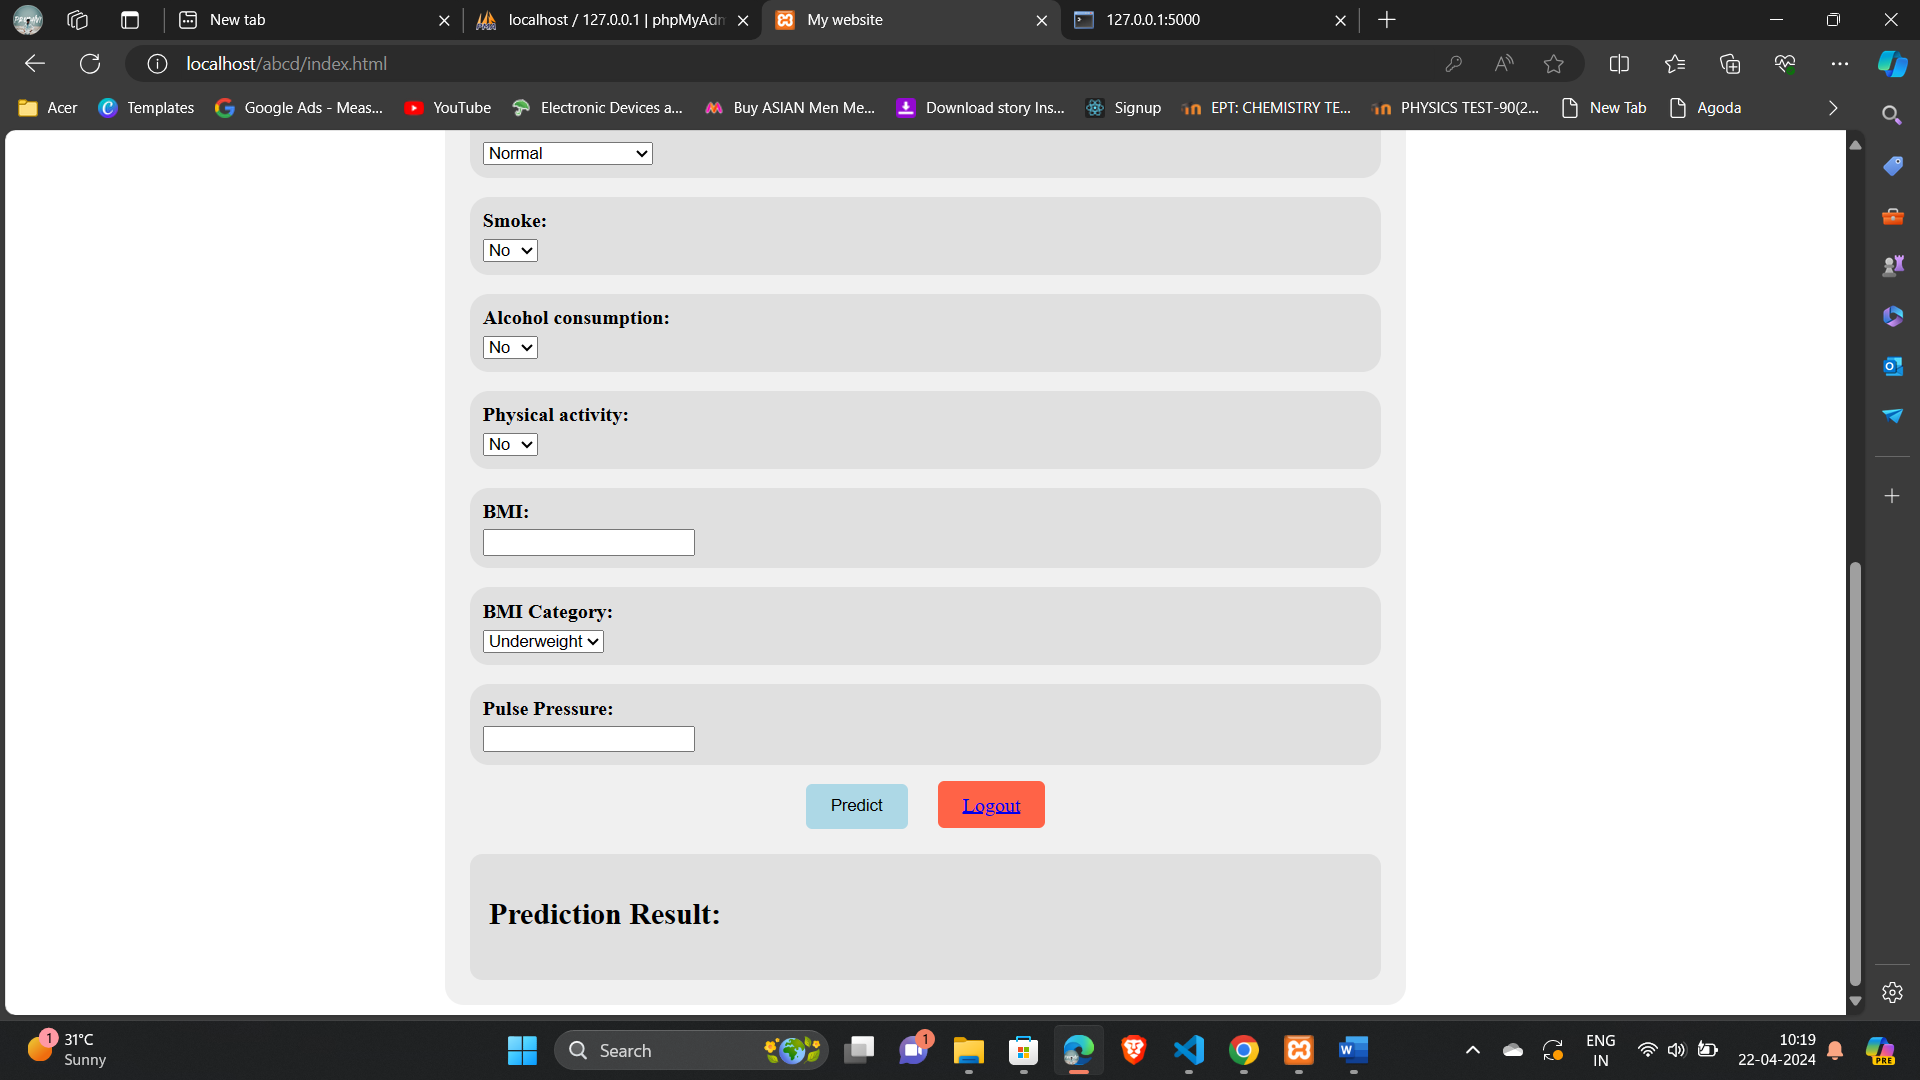 New tab
localhost / 127.0.0.1 | phpMyAdm
My website
127.0.0.1:5000
localhost/abcd/index.html
Acer
Templates
Google Ads - Meas...
YouTube
Electronic Devices a...
Buy ASIAN Men Me...
Download story Ins...
Signup
EPT: CHEMISTRY TE...
PHYSICS TEST-90(2...
New Tab
Agoda
Normal
Smoke:
No
Alcohol consumption:
No
Physical activity:
No
BMI:
BMI Category:
Underweight
Pulse Pressure:
Predict
Logout
Prediction Result:
1
31°C
Sunny
Search
1
ENG
IN
10:19
22-04-2024
PRE